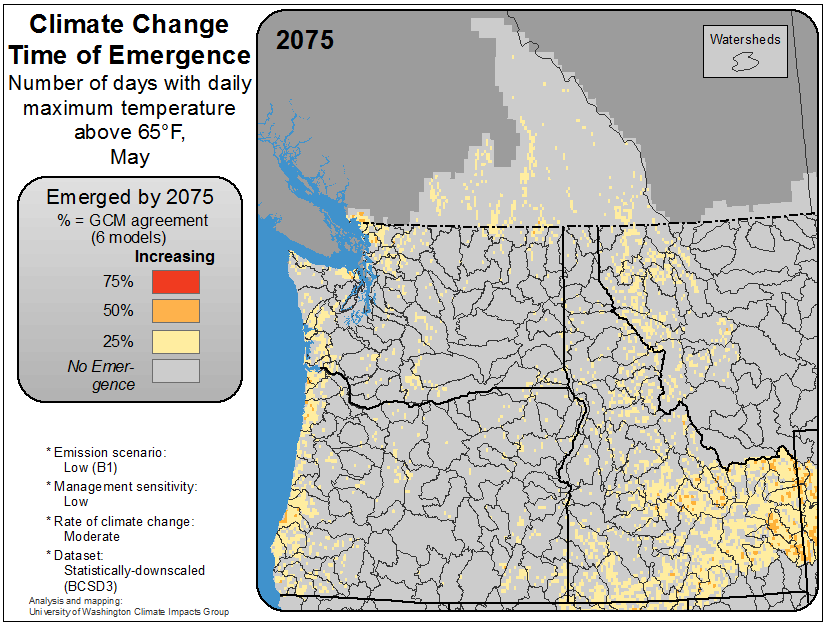 Climate Change
Time of Emergence
Number of days with daily
maximum temperature
above 65°F,
May
Emerged by 2075
% = GCM agreement
(6 models)
Increasing
75%
50%
25%
No Emer-
gence
* Emission scenario:
Low (B1)
* Management sensitivity:
Low
* Rate of climate change:
Moderate
* Dataset:
Statistically-downscaled
(BCSD3)
Analysis and mapping:
University of Washington Climate Impacts Group
2075
Watersheds